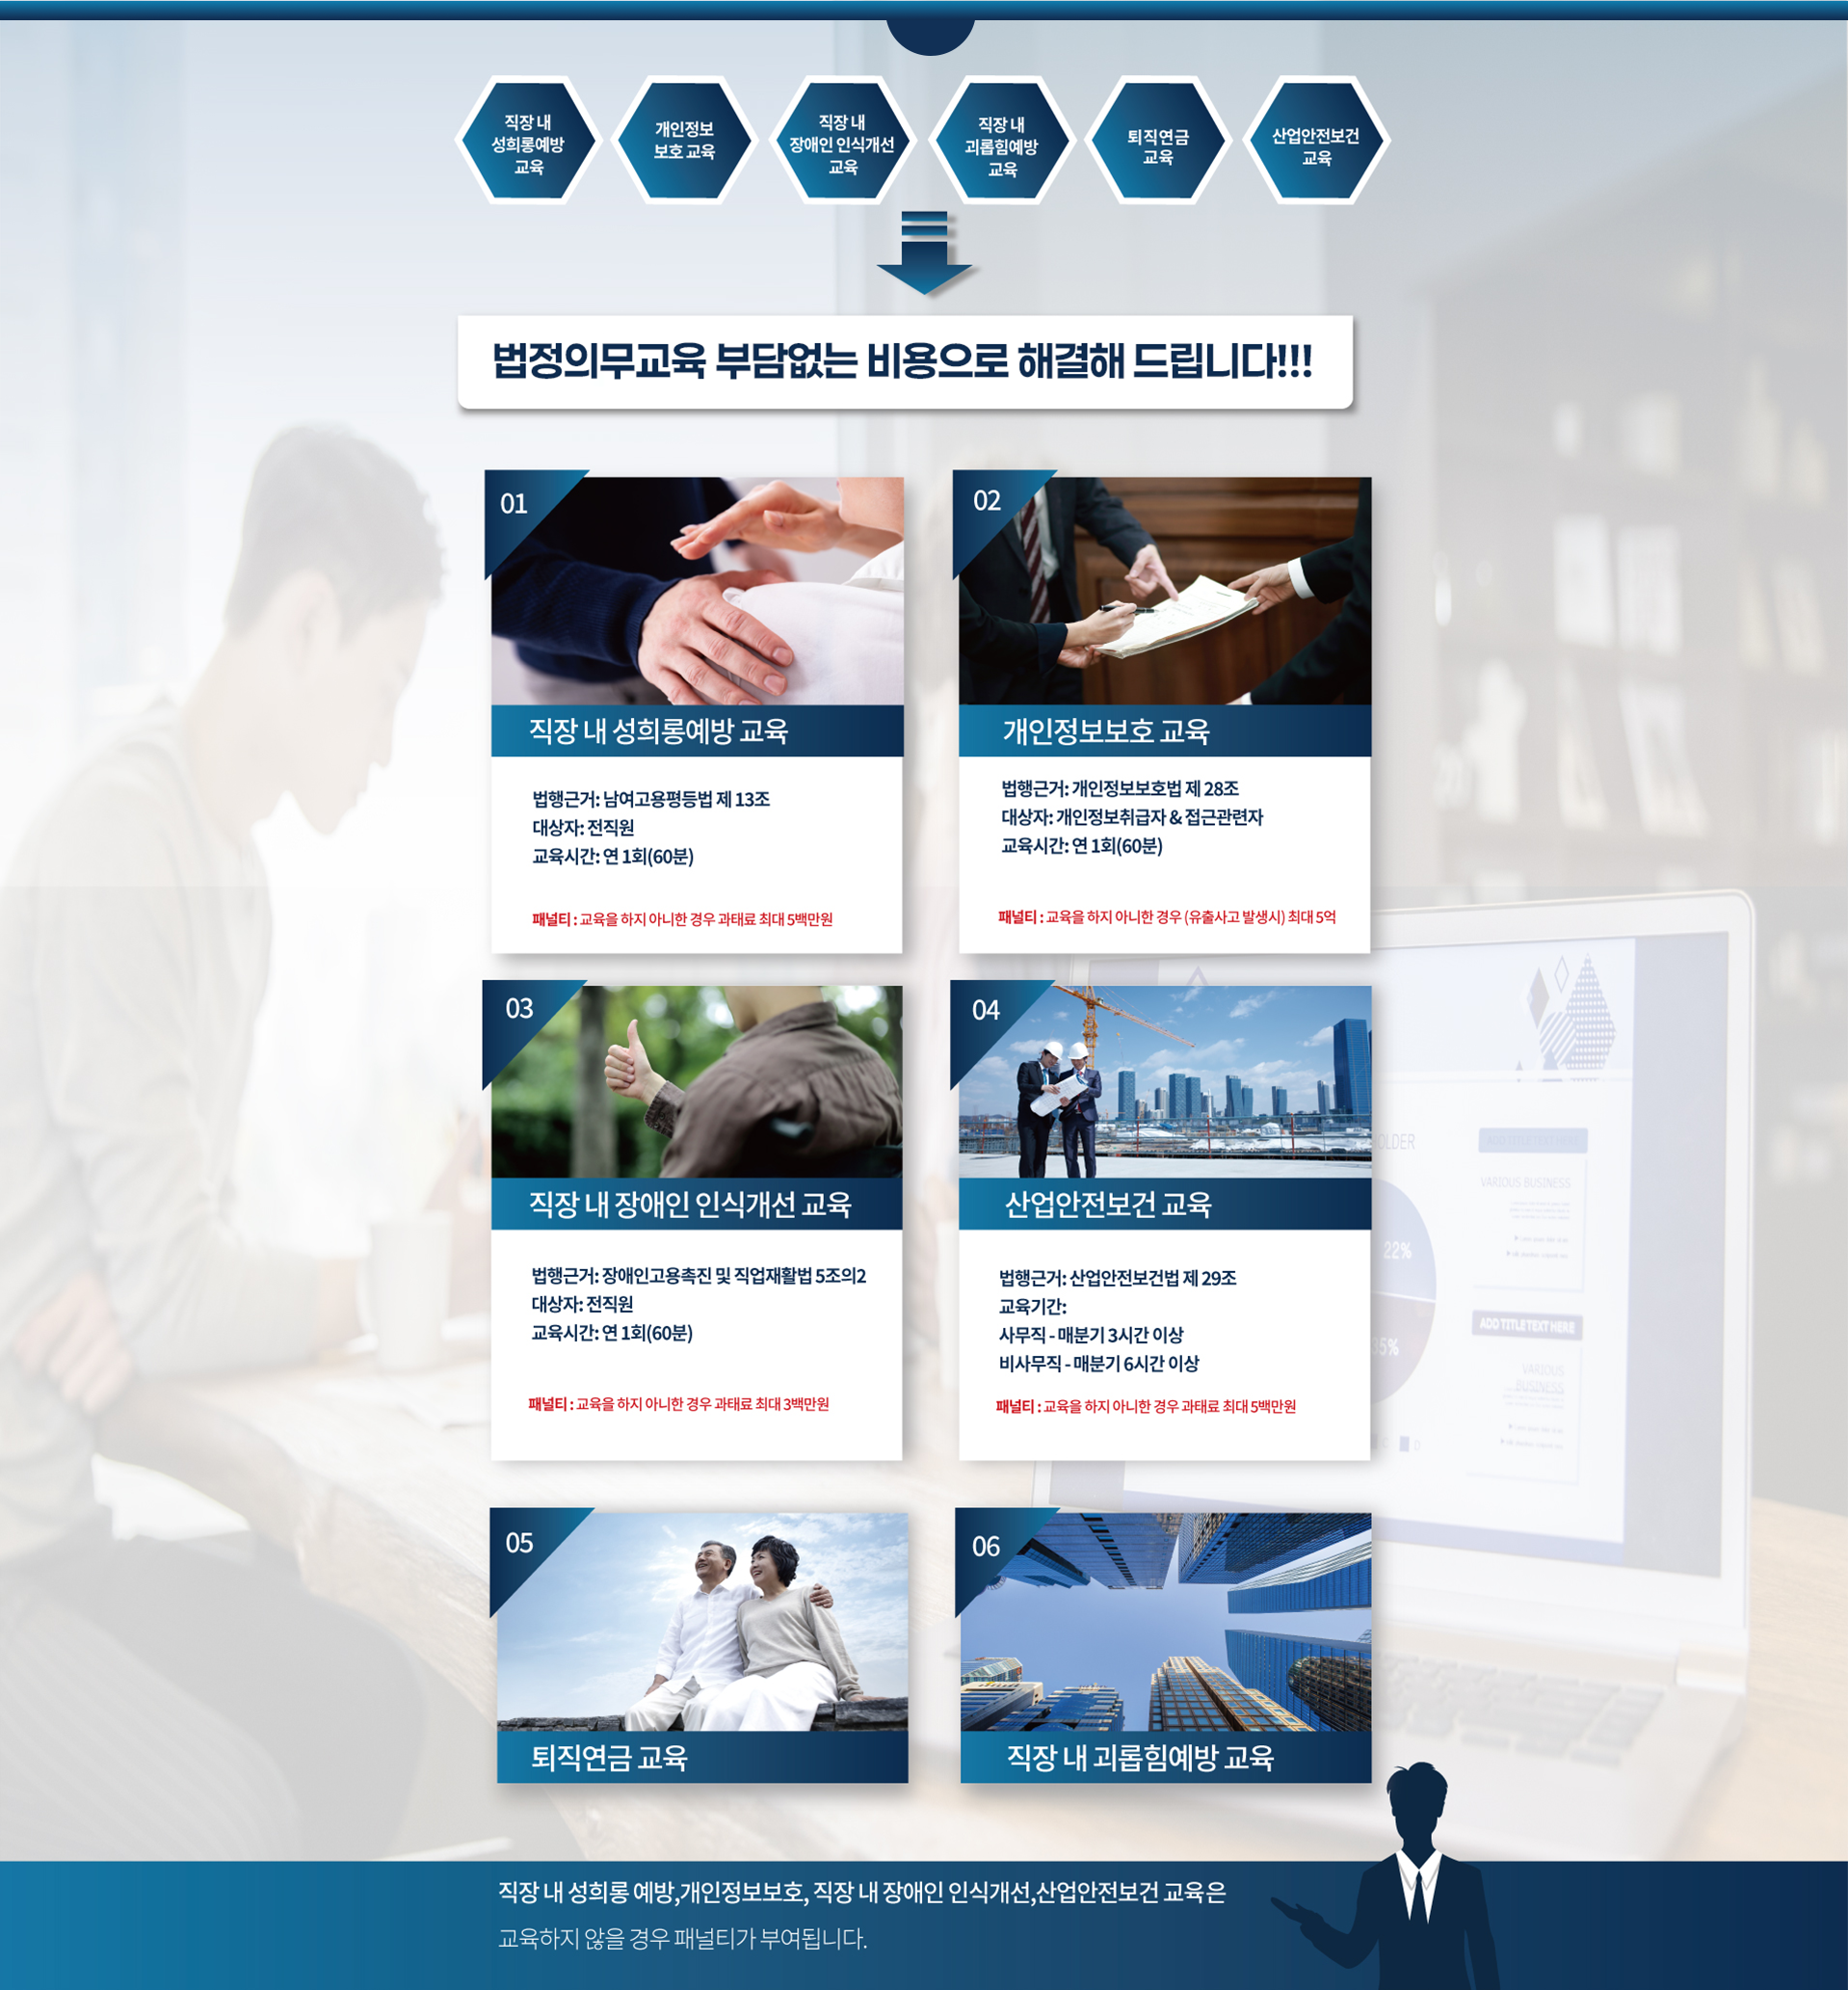 직장 내
성희롱예방
교육
개인정보
보호 교육
직장 내
장애인 인식개선
교육
직장 내
괴롭힘예방
교육
퇴직연금
교육
산업안전보건
교육
법정의무교육 부담없는 비용으로 해결해 드립니다!!!
01
직장 내 성희롱예방 교육
법행근거: 남여고용평등법 제 13조
대상자: 전직원
교육시간: 연 1회(60분)
패널티 : 교육을 하지 아니한 경우 과태료 최대 5백만원
02
개인정보보호 교육
법행근거: 개인정보보호법 제 28조
대상자: 개인정보취급자 & 접근관련자
교육시간: 연 1회(60분)
패널티 : 교육을 하지 아니한 경우 (유출사고 발생시) 최대 5억
03
직장 내 장애인 인식개선 교육
법행근거: 장애인고용촉진 및 직업재활법 5조의2
대상자: 전직원
교육시간: 연 1회(60분)
패널티 : 교육을 하지 아니한 경우 과태료 최대 3백만원
04
산업안전보건 교육
법행근거: 산업안전보건법 제 29조
교육기간:
사무직 - 매분기 3시간 이상
비사무직 - 매분기 6시간 이상
패널티 : 교육을 하지 아니한 경우 과태료 최대 5백만원
OLDER
ADD TITLE TEXT HERE
VARIOUS BUSINESS
22%
35%
ADD TITLE TEXT HERE
VARIOUS
BUSINESS
C
D
05
퇴직연금 교육
06
직장 내 괴롭힘예방 교육
직장 내 성희롱 예방,개인정보보호, 직장 내 장애인 인식개선,산업안전보건 교육은
교육하지 않을 경우 패널티가 부여됩니다.